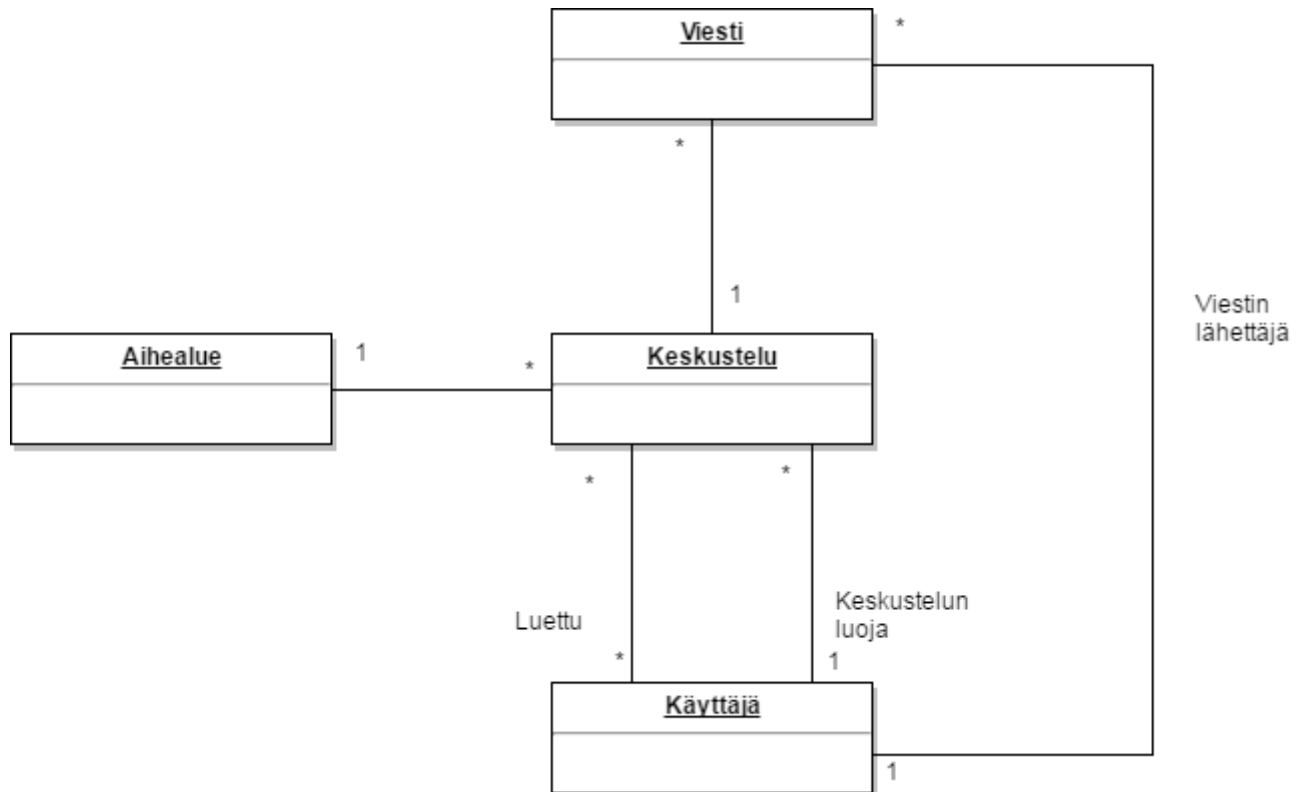 Viesti
*
*
1
Viestin
lähettäjä
Aihealue
1
*
Keskustelu
*
*
Luettu
Keskustelun
luoja
*
1
Käyttäjä
1